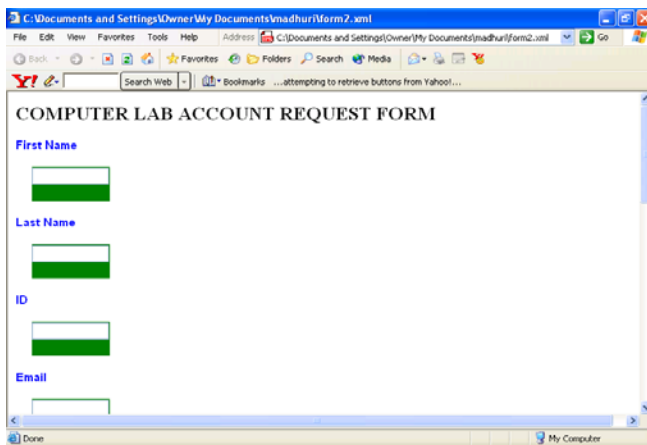 C:\Documents and Settings\Owner\My Documents\madhuri\form2.xml
File Edit View Favorites Tools Help Address C:\Documents and Settings\Owner\My Documents\madhuri\form2.xml Go
Back Favorites Folders Search Media
Y! Search Web Bookmarks ...attempting to retrieve buttons from Yahoo!...
COMPUTER LAB ACCOUNT REQUEST FORM
First Name
Last Name
ID
Email
Done My Computer